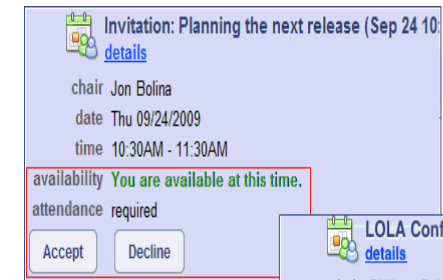 Invitation: Planning the next release (Sep 24 10:
details
chair Jon Bolina
date Thu 09/24/2009
time 10:30AM - 11:30AM
availability You are available at this time.
attendance required
Accept Decline
LOLA Conf
details